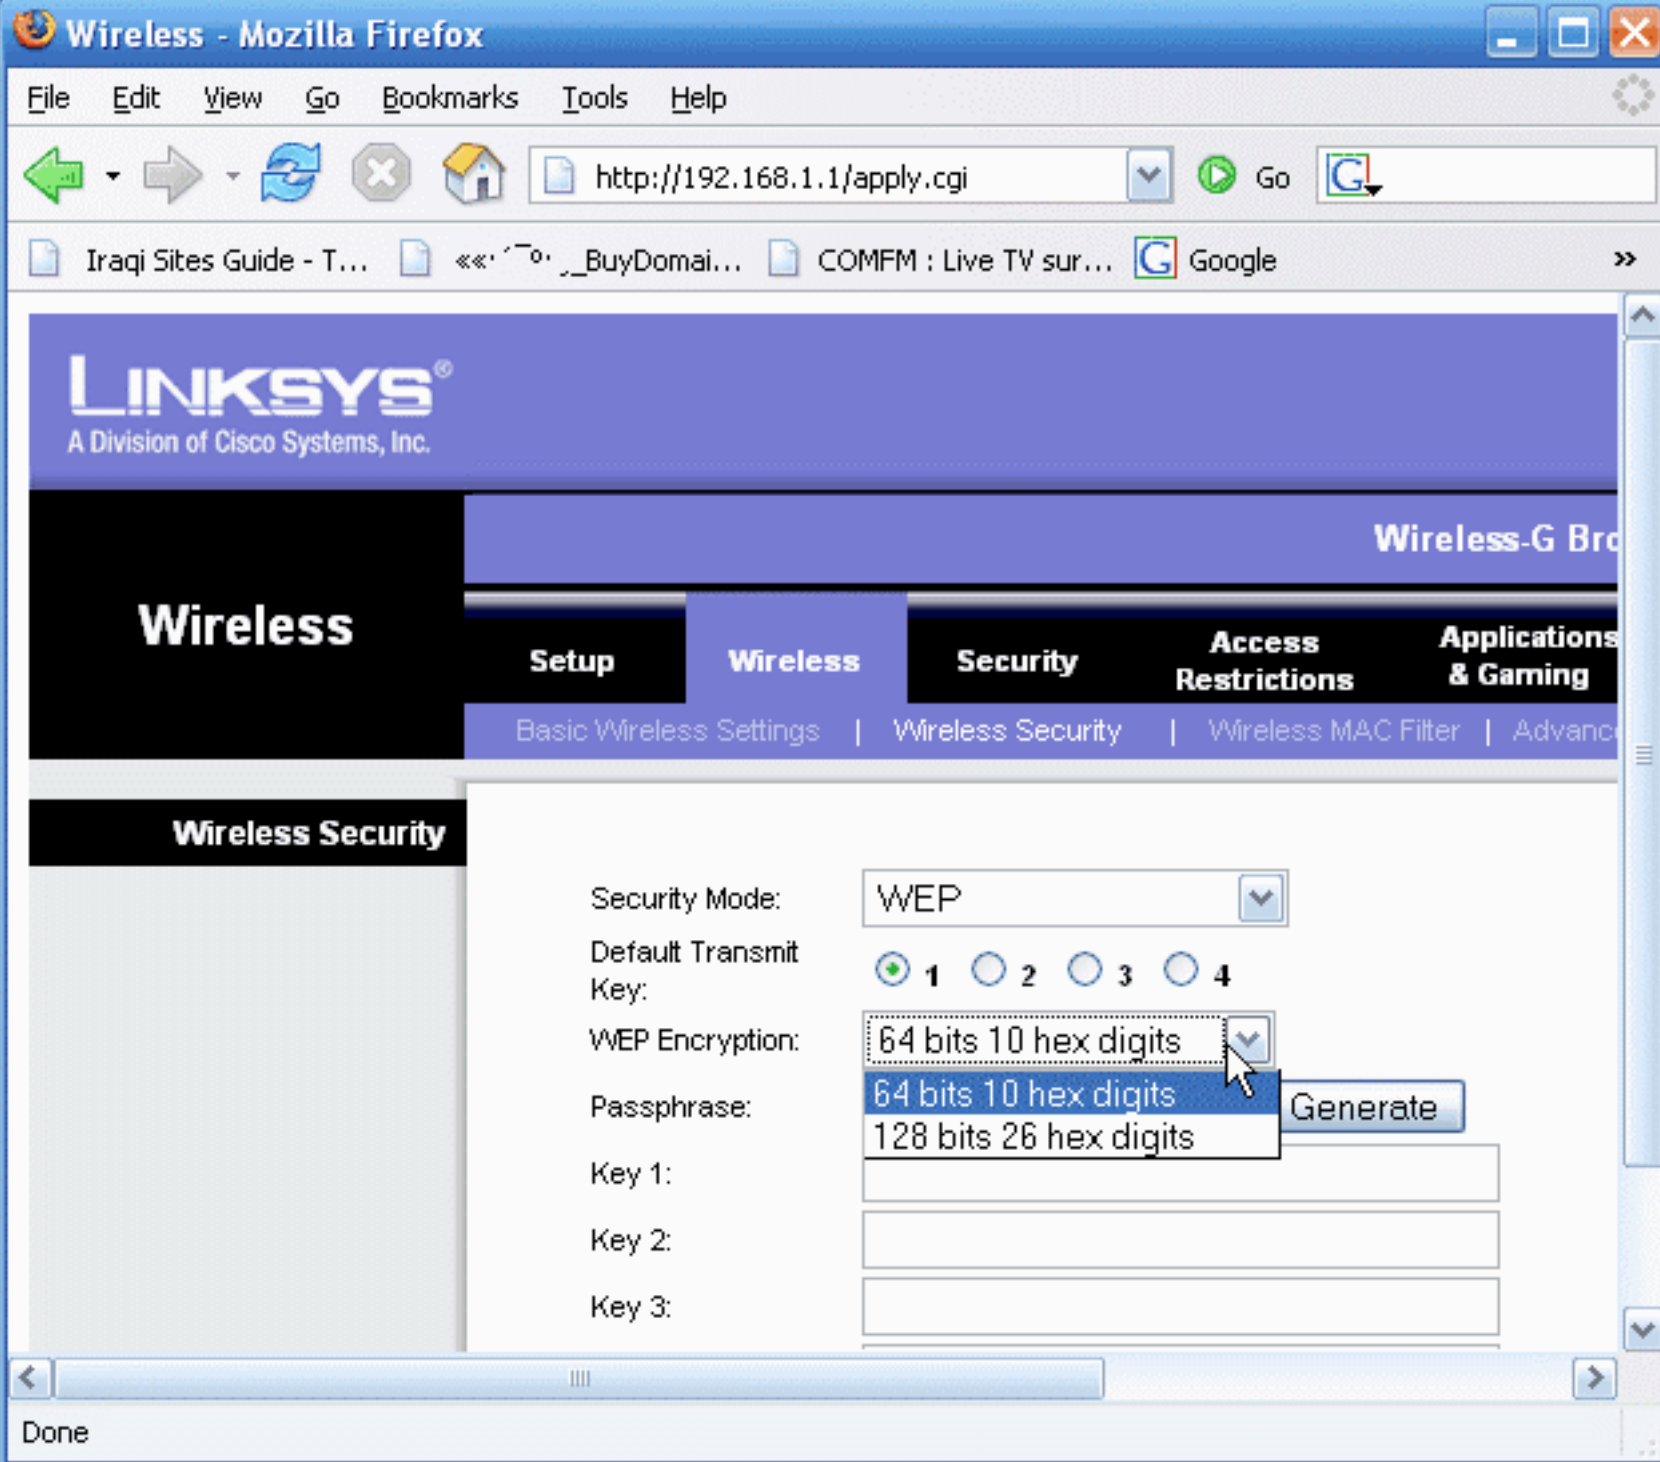 Wireless - Mozilla Firefox
File Edit View Go Bookmarks Tools Help
http://192.168.1.1/apply.cgi Go G
Iraqi Sites Guide - T... ««·´¯º·¸_BuyDomai... COMFM : Live TV sur... G Google »
LINKSYS®
A Division of Cisco Systems, Inc.
Wireless-G Bro
Wireless
Setup Wireless Security Access Restrictions Applications & Gaming
Basic Wireless Settings | Wireless Security | Wireless MAC Filter | Advanc
Wireless Security
Security Mode: WEP
Default Transmit Key: 1 2 3 4
WEP Encryption: 64 bits 10 hex digits
64 bits 10 hex digits
Passphrase: Generate
128 bits 26 hex digits
Key 1:
Key 2:
Key 3:
Done